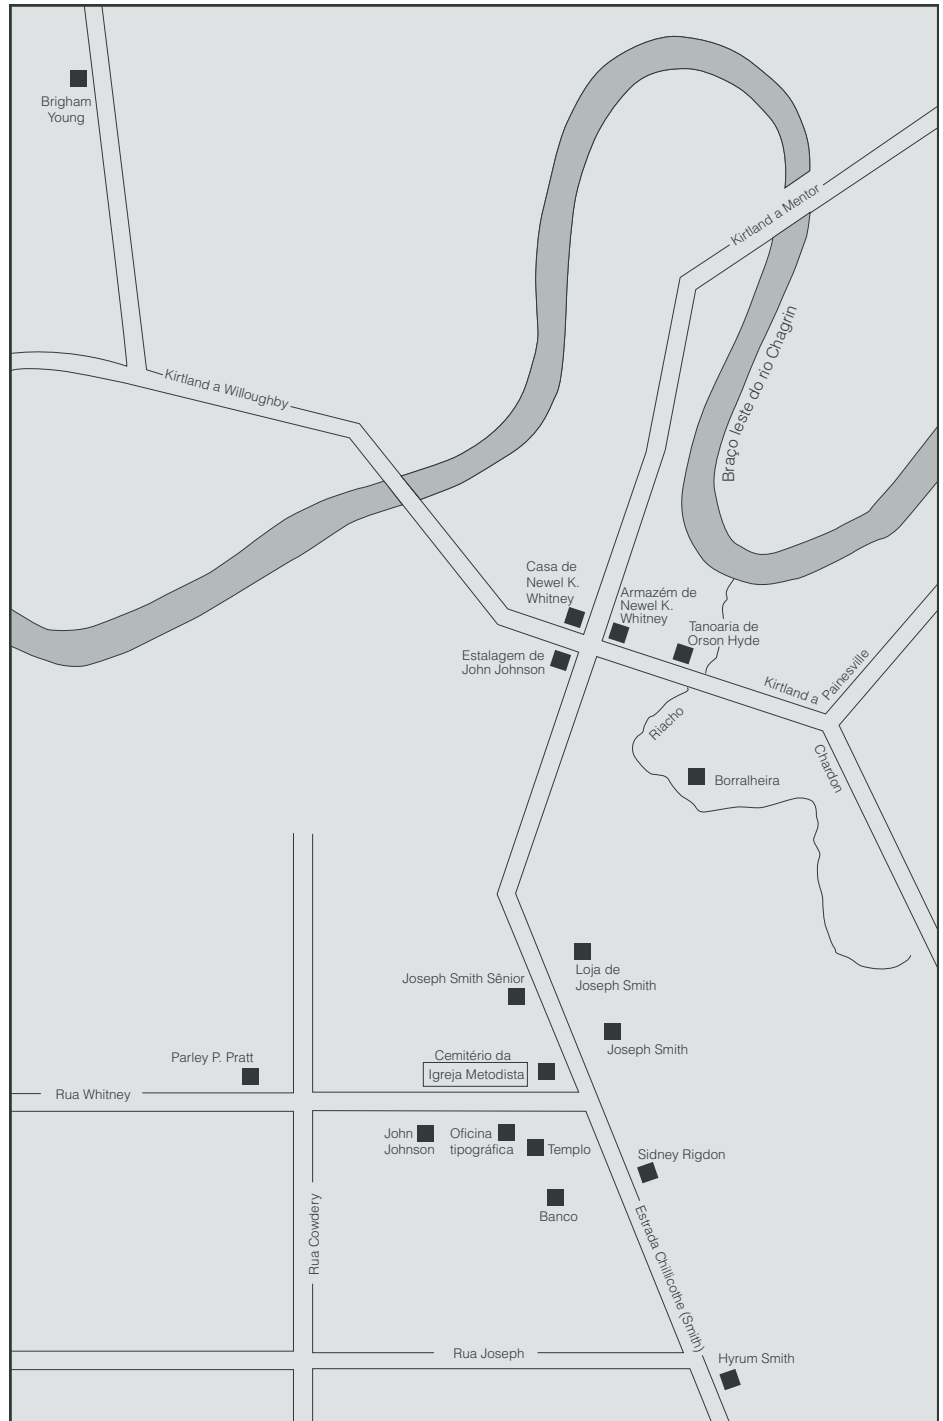 Brigham
Young
Kirtland a Mentor
Braço leste do rio Chagrin
Kirtland a Willoughby
Casa de
Newel K.
Whitney
Armazém de
Newel K.
Whitney
Tanoaria de
Orson Hyde
Estalagem de
John Johnson
Kirtland a
Painesville
Riacho
Chardon
Borralheira
Loja de
Joseph Smith
Joseph Smith Sênior
Joseph Smith
Parley P. Pratt
Cemitério da
Igreja Metodista
Rua Whitney
John
Johnson
Oficina
tipográfica
Templo
Sidney Rigdon
Banco
Rua Cowdery
Estrada Chillicothe (Smith)
Rua Joseph
Hyrum Smith